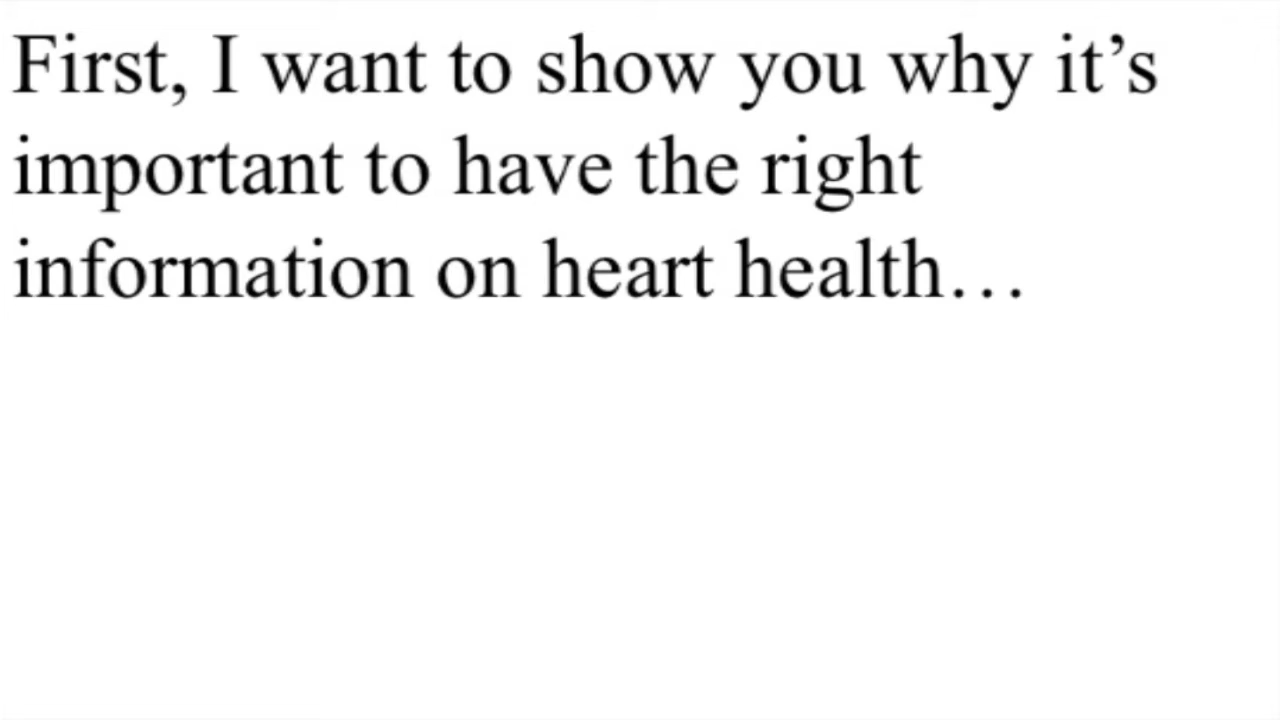 First, I want to show you why it’s
important to have the right
information on heart health…